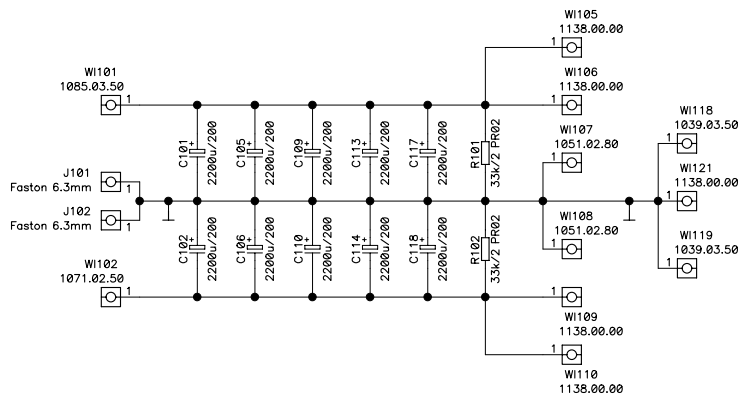 WI105
1138.00.00
1
WI101
1085.03.50
1
WI106
1138.00.00
1
C101
+
2200u/200
C105
+
2200u/200
C109
+
2200u/200
C113
+
2200u/200
C117
+
2200u/200
R101
33k/2 PR02
WI107
1051.02.80
1
WI118
1039.03.50
1
J101
Faston 6.3mm
1
WI121
1138.00.00
1
J102
Faston 6.3mm
1
C102
+
2200u/200
C106
+
2200u/200
C110
+
2200u/200
C114
+
2200u/200
C118
+
2200u/200
R102
33k/2 PR02
WI108
1051.02.80
1
WI119
1039.03.50
1
WI102
1071.02.50
1
1
WI109
1138.00.00
1
WI110
1138.00.00